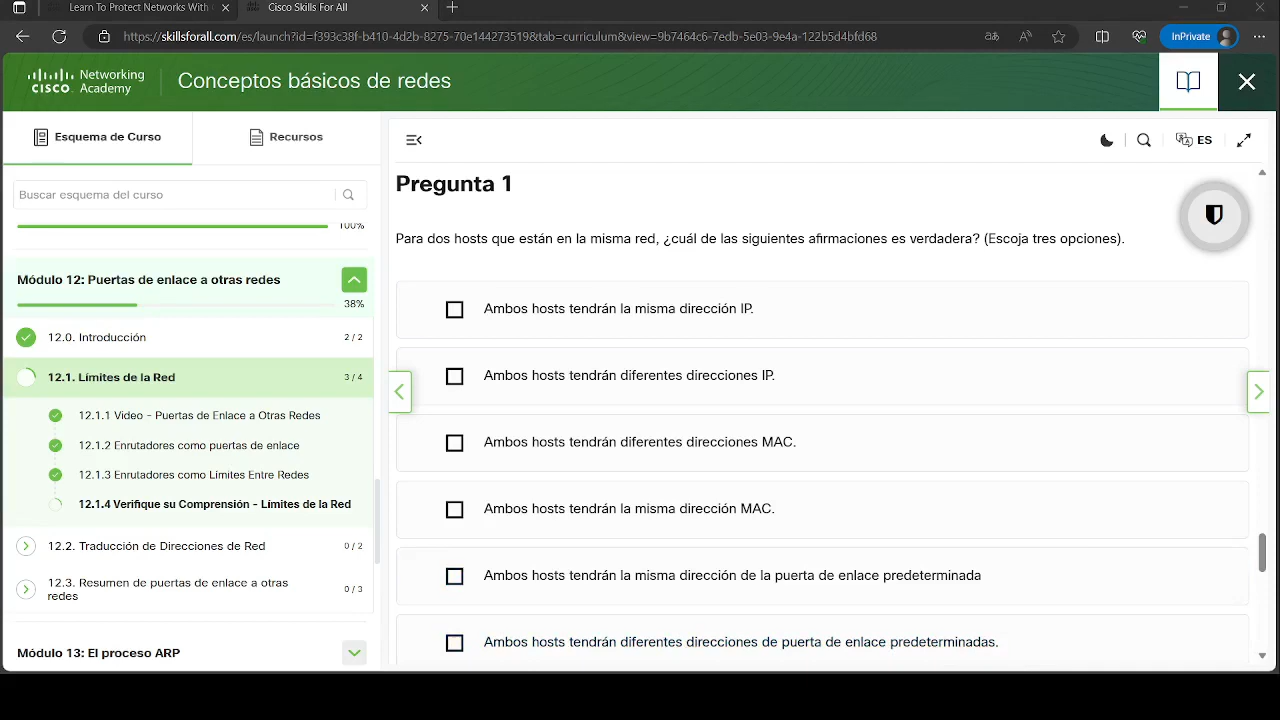 Learn To Protect Networks With
Cisco Skills For All
https://skillsforall.com/es/launch?id=f393c38f-b410-4d2b-8275-70e144273519&tab=curriculum&view=9b7464c6-7edb-5e03-9e4a-122b5d4bfd68
InPrivate
Networking
CISCO Academy
Conceptos básicos de redes
Esquema de Curso
Recursos
ES
Buscar esquema del curso
100%
Módulo 12: Puertas de enlace a otras redes
38%
12.0. Introducción 2 / 2
12.1. Límites de la Red 3 / 4
12.1.1 Video - Puertas de Enlace a Otras Redes
12.1.2 Enrutadores como puertas de enlace
12.1.3 Enrutadores como Límites Entre Redes
12.1.4 Verifique su Comprensión - Límites de la Red
12.2. Traducción de Direcciones de Red 0 / 2
12.3. Resumen de puertas de enlace a otras
redes 0 / 3
Módulo 13: El proceso ARP
Pregunta 1
Para dos hosts que están en la misma red, ¿cuál de las siguientes afirmaciones es verdadera? (Escoja tres opciones).
Ambos hosts tendrán la misma dirección IP.
Ambos hosts tendrán diferentes direcciones IP.
Ambos hosts tendrán diferentes direcciones MAC.
Ambos hosts tendrán la misma dirección MAC.
Ambos hosts tendrán la misma dirección de la puerta de enlace predeterminada
Ambos hosts tendrán diferentes direcciones de puerta de enlace predeterminadas.